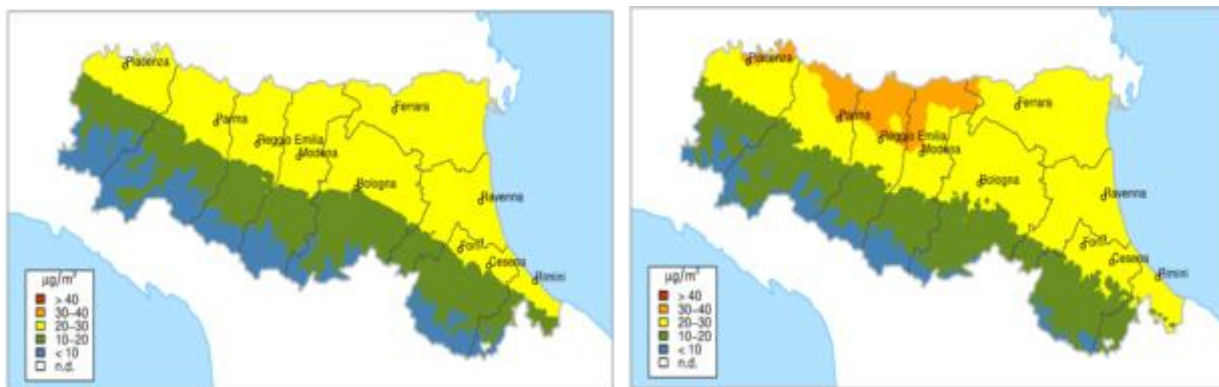 Piacenza
Parma
Reggio Emilia
Modena
Ferrara
Bologna
Ravenna
Forlì
Cesena
Rimini
µg/m³
> 40
30-40
20-30
10-20
< 10
n.d.
Piacenza
Parma
Reggio Emilia
Modena
Ferrara
Bologna
Ravenna
Forlì
Cesena
Rimini
µg/m³
> 40
30-40
20-30
10-20
< 10
n.d.